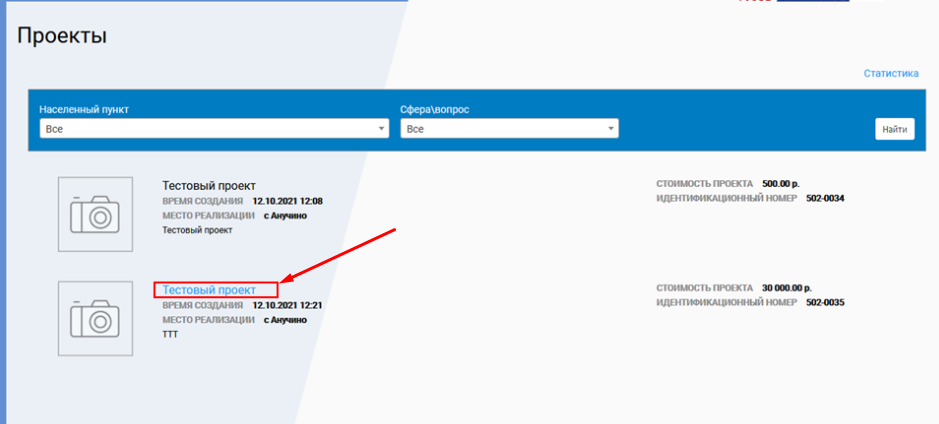 Проекты
Статистика
Населенный пункт
Сфера\вопрос
Все
Все
Найти
Тестовый проект
ВРЕМЯ СОЗДАНИЯ 12.10.2021 12:08
МЕСТО РЕАЛИЗАЦИИ с Анучино
Тестовый проект
СТОИМОСТЬ ПРОЕКТА 500.00 р.
ИДЕНТИФИКАЦИОННЫЙ НОМЕР 502-0034
Тестовый проект
ВРЕМЯ СОЗДАНИЯ 12.10.2021 12:21
МЕСТО РЕАЛИЗАЦИИ с Анучино
ТТТ
СТОИМОСТЬ ПРОЕКТА 30 000.00 р.
ИДЕНТИФИКАЦИОННЫЙ НОМЕР 502-0035